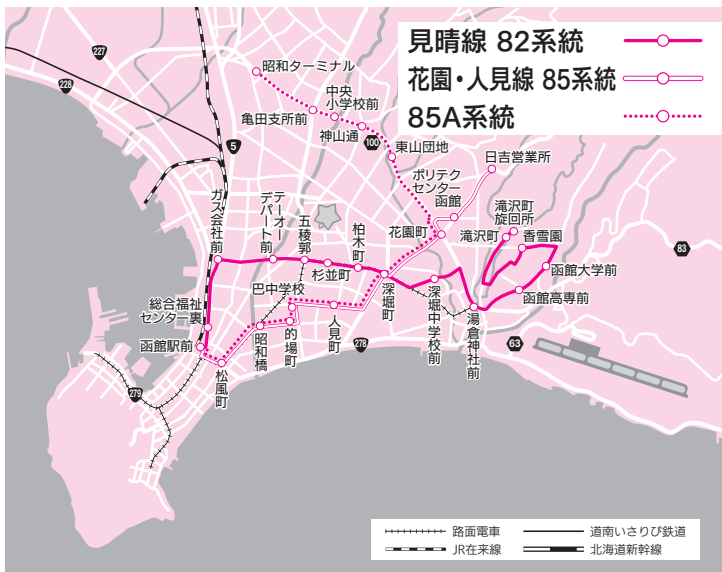 見晴線 82系統
花園・人見線 85系統
85A系統
227
228
5
昭和ターミナル
中央
小学校前
亀田支所前
神山通
100
東山団地
日吉営業所
ポリテク
センター
函館
滝沢町
旋回所
花園町
滝沢町
香雪園
83
ガス会社前
テーオー
デパート前
五稜郭
柏木町
杉並町
函館大学前
巴中学校
深堀町
函館高専前
総合福祉
センター裏
深堀中学校前
湯倉神社前
函館駅前
昭和橋
的場町
人見町
278
63
松風町
279
路面電車
道南いさりび鉄道
JR在来線
北海道新幹線